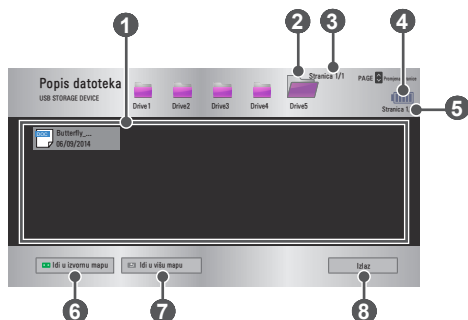 1
2
3
4
Stranica 1/1
PAGE
Popis datoteka
USB STORAGE DEVICE
Drive1
Drive2
Drive3
Drive4
Drive5
Stranica 1
5
Butterfly_...
06/09/2014
Idi u izvornu mapu
Idi u višu mapu
Izlaz
6
7
8